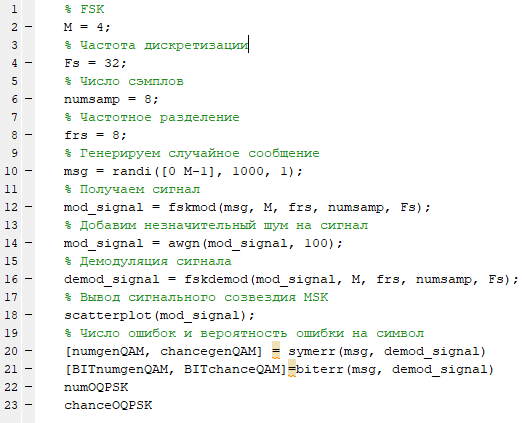 1 % FSK
2 – M = 4;
3 % Частота дискретизации
4 – Fs = 32;
5 % Число сэмплов
6 – numsamp = 8;
7 % Частотное разделение
8 – frs = 8;
9 % Генерируем случайное сообщение
10 – msg = randi([0 M-1], 1000, 1);
11 % Получаем сигнал
12 – mod_signal = fskmod(msg, M, frs, numsamp, Fs);
13 % Добавим незначительный шум на сигнал
14 – mod_signal = awgn(mod_signal, 100);
15 % Демодуляция сигнала
16 – demod_signal = fskdemod(mod_signal, M, frs, numsamp, Fs);
17 % Вывод сигнального созвездия MSK
18 – scatterplot(mod_signal);
19 % Число ошибок и вероятность ошибки на символ
20 – [numgenQAM, chancegenQAM] = symerr(msg, demod_signal)
21 – [BITnumgenQAM, BITchanceQAM]=biterr(msg, demod_signal)
22 – numOQPSK
23 – chanceOQPSK